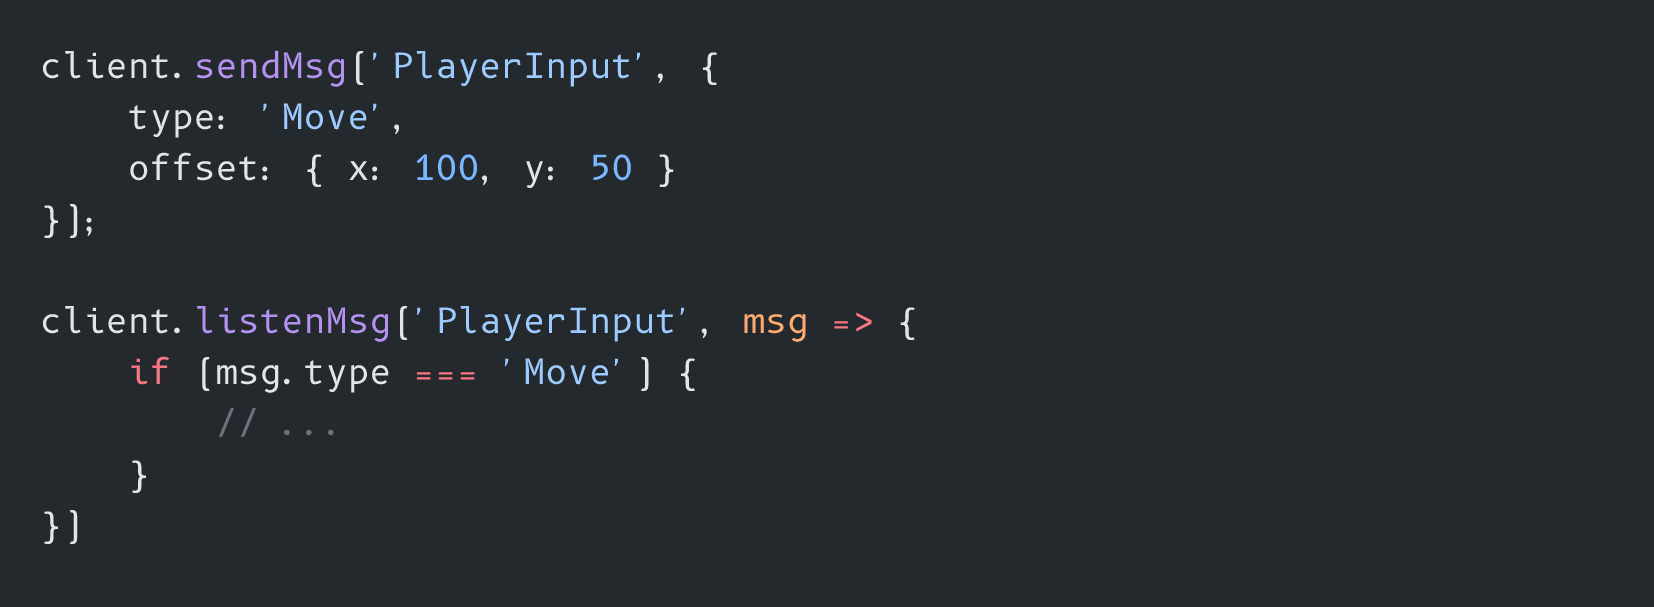 client.sendMsg('PlayerInput', {
    type: 'Move',
    offset: { x: 100, y: 50 }
});

client.listenMsg('PlayerInput', msg => {
    if (msg.type === 'Move') {
        // ...
    }
})